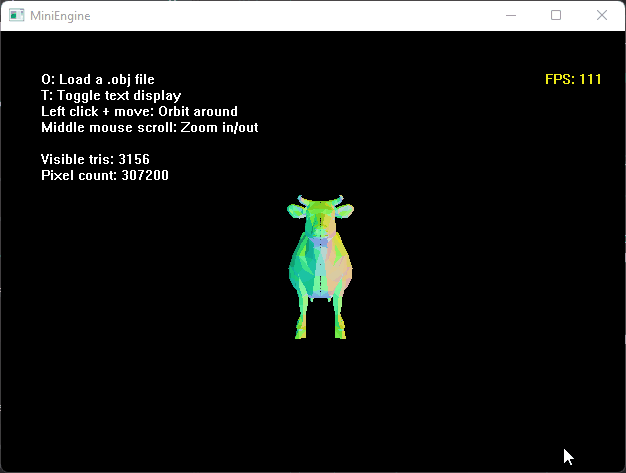 MiniEngine
O: Load a .obj file
FPS: 111
T: Toggle text display
Left click + move: Orbit around
Middle mouse scroll: Zoom in/out
Visible tris: 3156
Pixel count: 307200